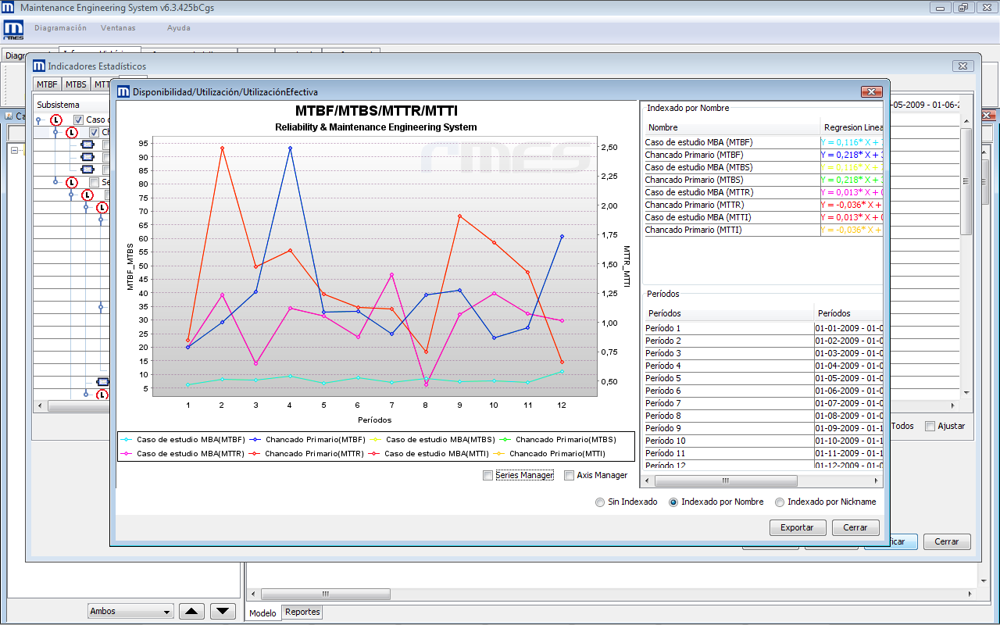 Maintenance Engineering System v6.3.425bCgs
rmes
Diagramación Ventanas Ayuda
Indicadores Estadísticos
MTBF MTBS
Subsistema
Disponibilidad/Utilización/UtilizaciónEfectiva
MTBF/MTBS/MTTR/MTTI
Reliability & Maintenance Engineering System
rmes
MTBF_MTBS
95
90
85
80
75
70
65
60
55
50
45
40
35
30
25
20
15
10
5
2,50
2,25
2,00
1,75
1,50
1,25
1,00
0,75
0,50
MTTR_MTTI
1 2 3 4 5 6 7 8 9 10 11 12
Períodos
Caso de estudio MBA(MTBF) Chancado Primario(MTBF) Caso de estudio MBA(MTBS) Chancado Primario(MTBS)
Caso de estudio MBA(MTTR) Chancado Primario(MTTR) Caso de estudio MBA(MTTI) Chancado Primario(MTTI)
Series Manager Axis Manager
Indexado por Nombre
Nombre Regresion Linea
Caso de estudio MBA (MTBF) Y = 0,116* X +
Chancado Primario (MTBF) Y = 0,218* X +
Caso de estudio MBA (MTBS) Y = 0,116* X +
Chancado Primario (MTBS) Y = 0,218* X +
Caso de estudio MBA (MTTR) Y = 0,013* X +
Chancado Primario (MTTR) Y = -0,036* X +
Caso de estudio MBA (MTTI) Y = 0,013* X +
Chancado Primario (MTTI) Y = -0,036* X +
Períodos
Períodos Períodos
Período 1 01-01-2009 - 01-0
Período 2 01-02-2009 - 01-0
Período 3 01-03-2009 - 01-0
Período 4 01-04-2009 - 01-0
Período 5 01-05-2009 - 01-0
Período 6 01-06-2009 - 01-0
Período 7 01-07-2009 - 01-0
Período 8 01-08-2009 - 01-0
Período 9 01-09-2009 - 01-1
Período 10 01-10-2009 - 01-1
Período 11 01-11-2009 - 01-1
Período 12 01-12-2009 - 01-0
Sin Indexado Indexado por Nombre Indexado por Nickname
Exportar Cerrar
-05-2009 - 01-06-2
Todos Ajustar
icar Cerrar
Ambos
Modelo Reportes